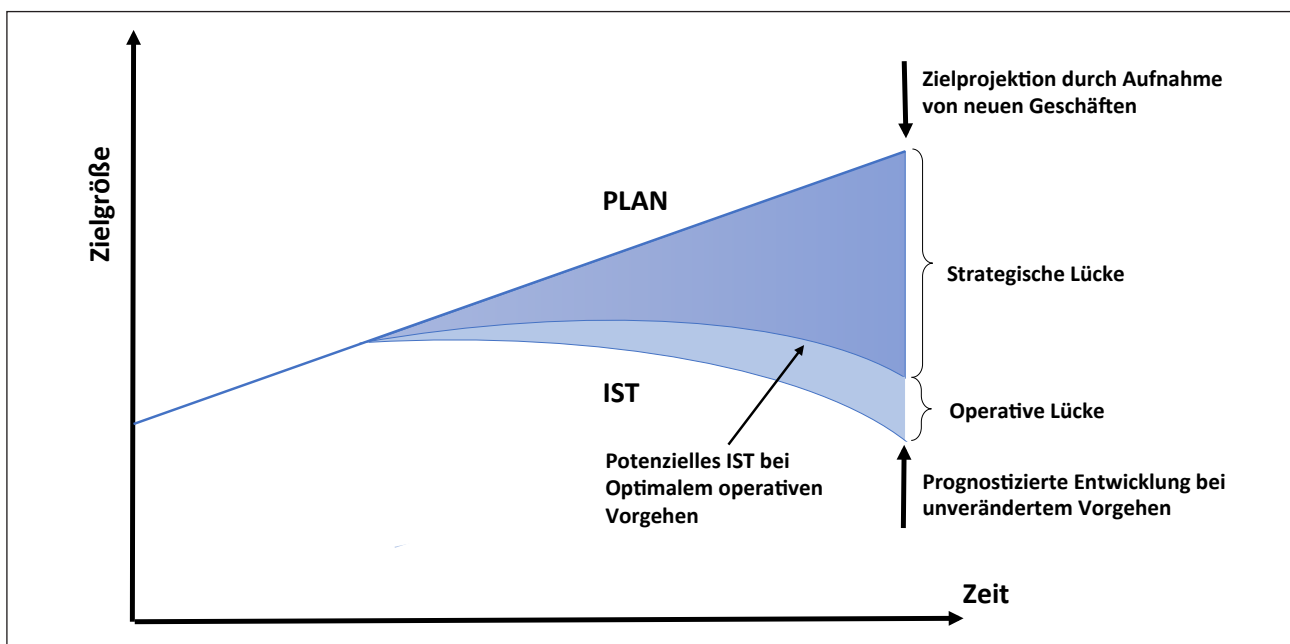 Zielgröße
Zielprojektion durch Aufnahme
von neuen Geschäften
PLAN
Strategische Lücke
IST
Operative Lücke
Potenzielles IST bei
Optimalem operativen
Vorgehen
Prognostizierte Entwicklung bei
unverändertem Vorgehen
Zeit